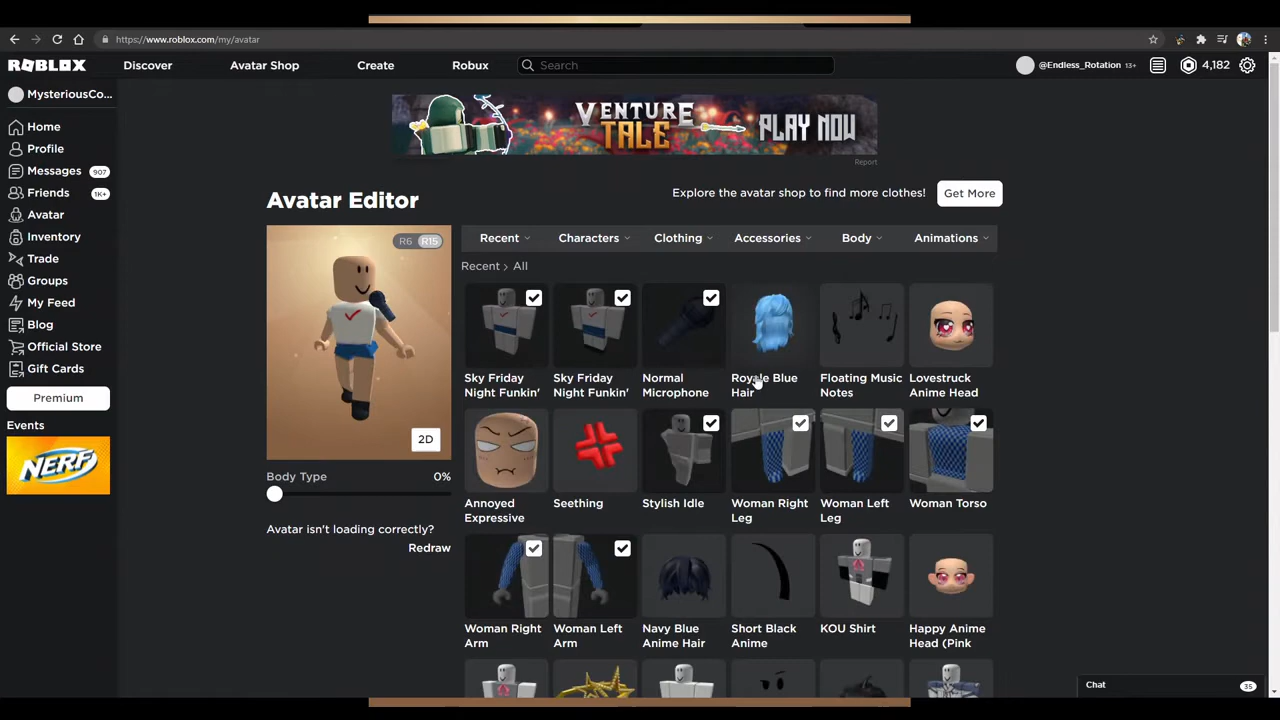 https://www.roblox.com/my/avatar
ROBLOX
Discover
Avatar Shop
Create
Robux
Search
@Endless_Rotation 13+
4,182
MysteriousCo...
Home
Profile
Messages 907
Friends 1K+
Avatar
Inventory
Trade
Groups
My Feed
Blog
Official Store
Gift Cards
Premium
Events
NERF
VENTURE
TALE
PLAY NOW
Report
Avatar Editor
Explore the avatar shop to find more clothes!
Get More
R6 R15
2D
Body Type 0%
Avatar isn't loading correctly?
Redraw
Recent
Characters
Clothing
Accessories
Body
Animations
Recent > All
Sky Friday
Night Funkin'
Sky Friday
Night Funkin'
Normal
Microphone
Royale Blue
Hair
Floating Music
Notes
Lovestruck
Anime Head
Annoyed
Expressive
Seething
Stylish Idle
Woman Right
Leg
Woman Left
Leg
Woman Torso
Woman Right
Arm
Woman Left
Arm
Navy Blue
Anime Hair
Short Black
Anime
KOU Shirt
Happy Anime
Head (Pink
Chat
35